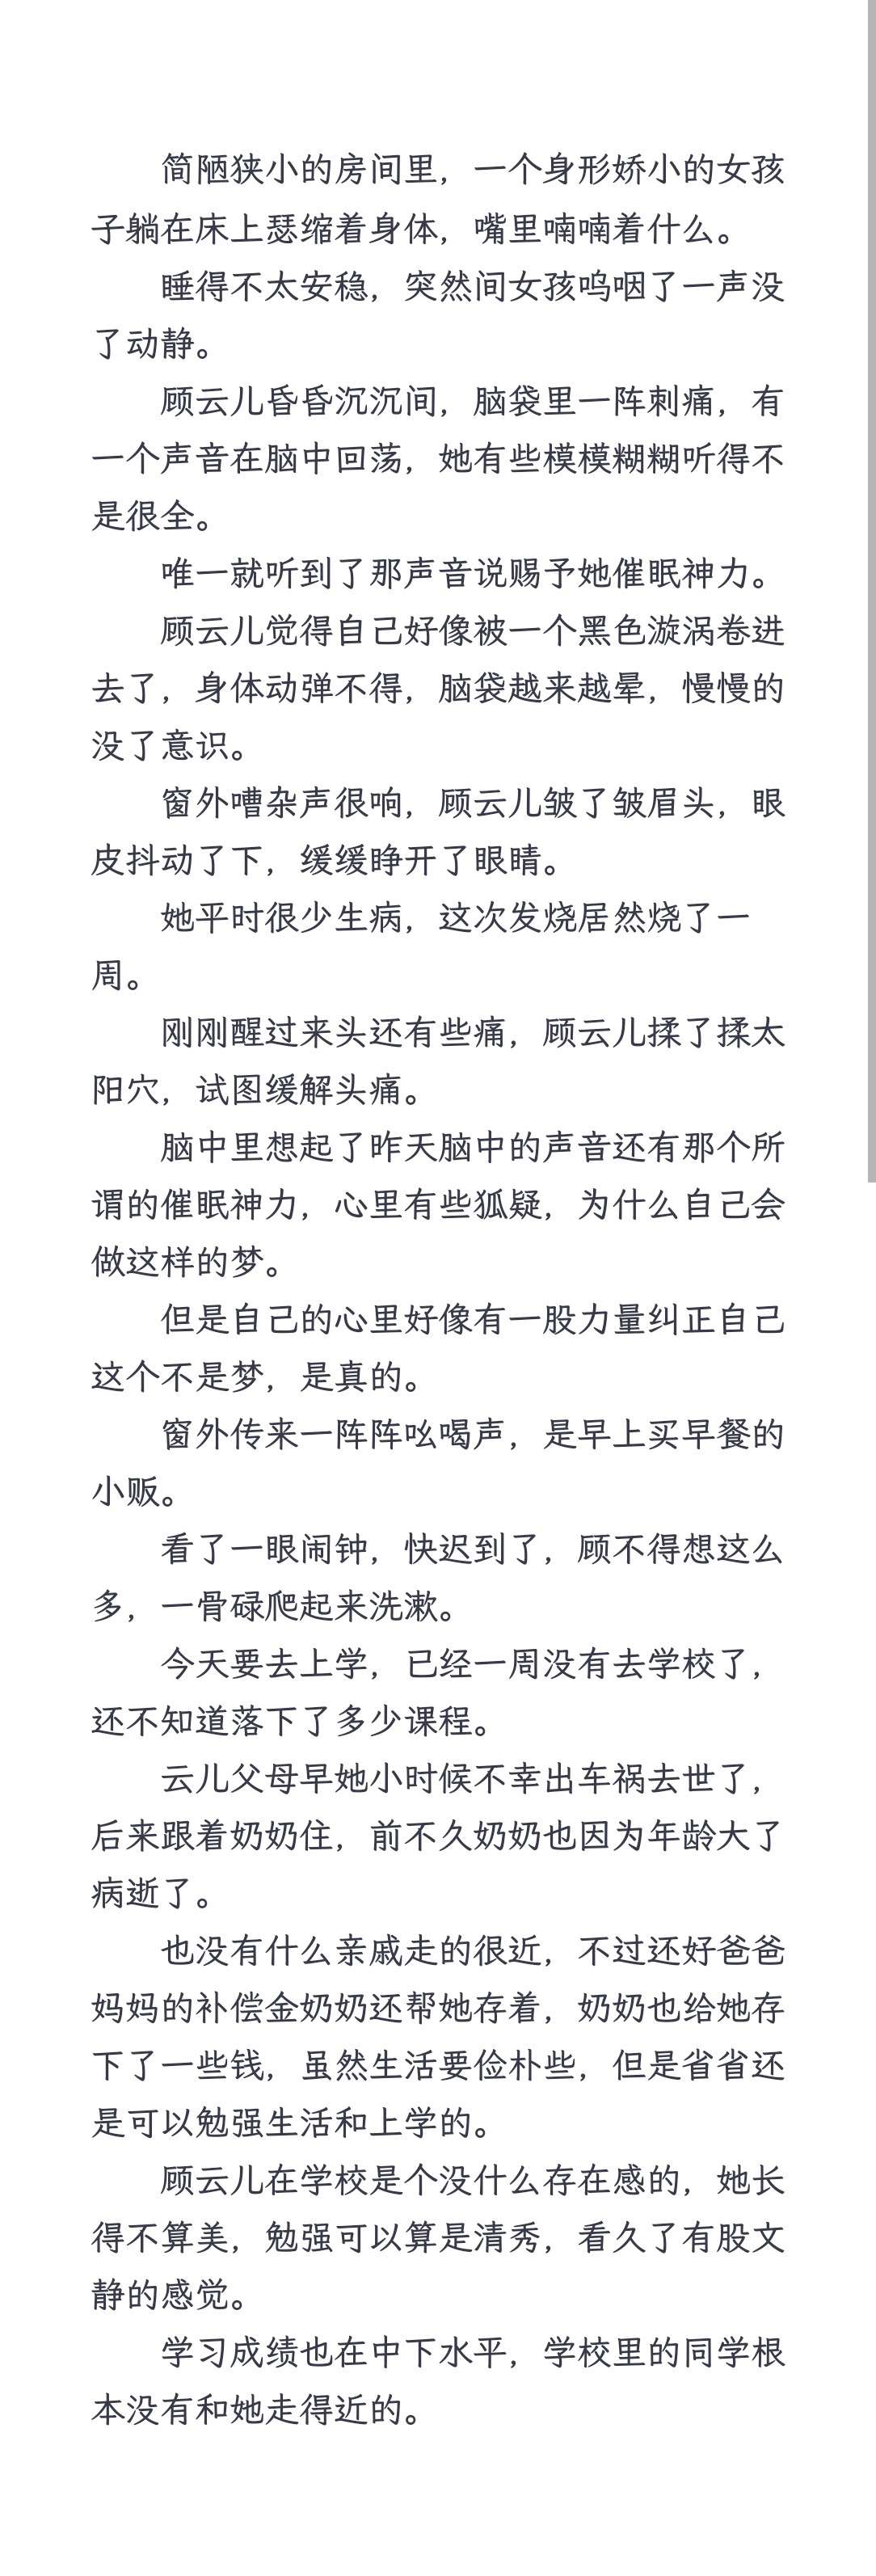 简陋狭小的房间里，一个身形娇小的女孩
子躺在床上瑟缩着身体，嘴里喃喃着什么。
睡得不太安稳，突然间女孩呜咽了一声没
了动静。
顾云儿昏昏沉沉间，脑袋里一阵刺痛，有
一个声音在脑中回荡，她有些模模糊糊听得不
是很全。
唯一就听到了那声音说赐予她催眠神力。
顾云儿觉得自己好像被一个黑色漩涡卷进
去了，身体动弹不得，脑袋越来越晕，慢慢的
没了意识。
窗外嘈杂声很响，顾云儿皱了皱眉头，眼
皮抖动了下，缓缓睁开了眼睛。
她平时很少生病，这次发烧居然烧了一
周。
刚刚醒过来头还有些痛，顾云儿揉了揉太
阳穴，试图缓解头痛。
脑中里想起了昨天脑中的声音还有那个所
谓的催眠神力，心里有些狐疑，为什么自己会
做这样的梦。
但是自己的心里好像有一股力量纠正自己
这个不是梦，是真的。
窗外传来一阵阵吆喝声，是早上买早餐的
小贩。
看了一眼闹钟，快迟到了，顾不得想这么
多，一骨碌爬起来洗漱。
今天要去上学，已经一周没有去学校了，
还不知道落下了多少课程。
云儿父母早她小时候不幸出车祸去世了，
后来跟着奶奶住，前不久奶奶也因为年龄大了
病逝了。
也没有什么亲戚走的很近，不过还好爸爸
妈妈的补偿金奶奶还帮她存着，奶奶也给她存
下了一些钱，虽然生活要俭朴些，但是省省还
是可以勉强生活和上学的。
顾云儿在学校是个没什么存在感的，她长
得不算美，勉强可以算是清秀，看久了有股文
静的感觉。
学习成绩也在中下水平，学校里的同学根
本没有和她走得近的。